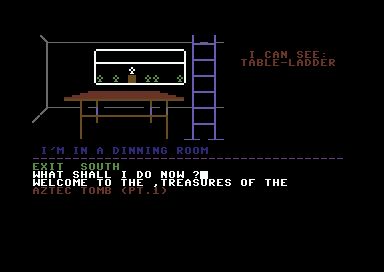 I CAN SEE:
TABLE-LADDER
I'M IN A DINNING ROOM
EXIT SOUTH
WHAT SHALL I DO NOW ?
WELCOME TO THE ,TREASURES OF THE
AZTEC TOMB (PT.1)